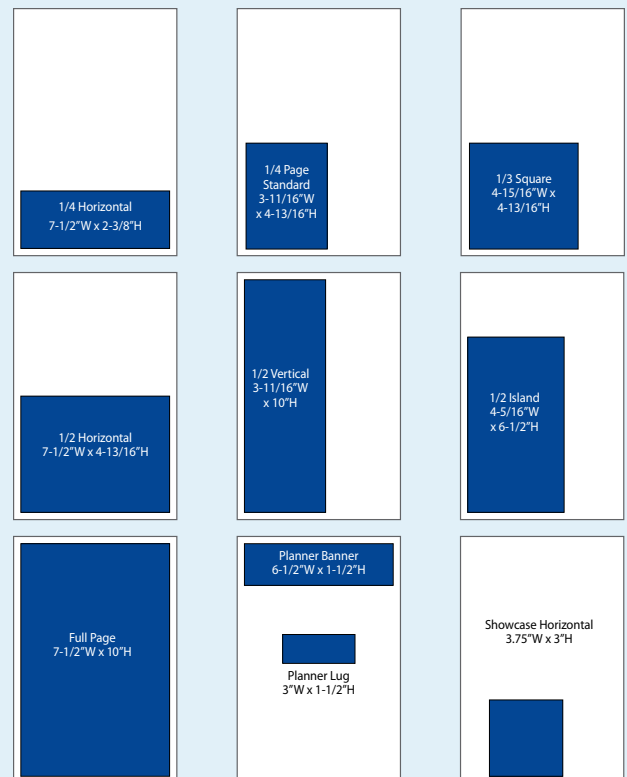 1/4 Horizontal
7-1/2”W x 2-3/8”H
1/4 Page
Standard
3-11/16”W
x 4-13/16”H
1/3 Square
4-15/16”W x
4-13/16”H
1/2 Horizontal
7-1/2”W x 4-13/16”H
1/2 Vertical
3-11/16”W
x 10”H
1/2 Island
4-5/16”W
x 6-1/2”H
Full Page
7-1/2”W x 10”H
Planner Banner
6-1/2”W x 1-1/2”H
Planner Lug
3”W x 1-1/2”H
Showcase Horizontal
3.75”W x 3”H